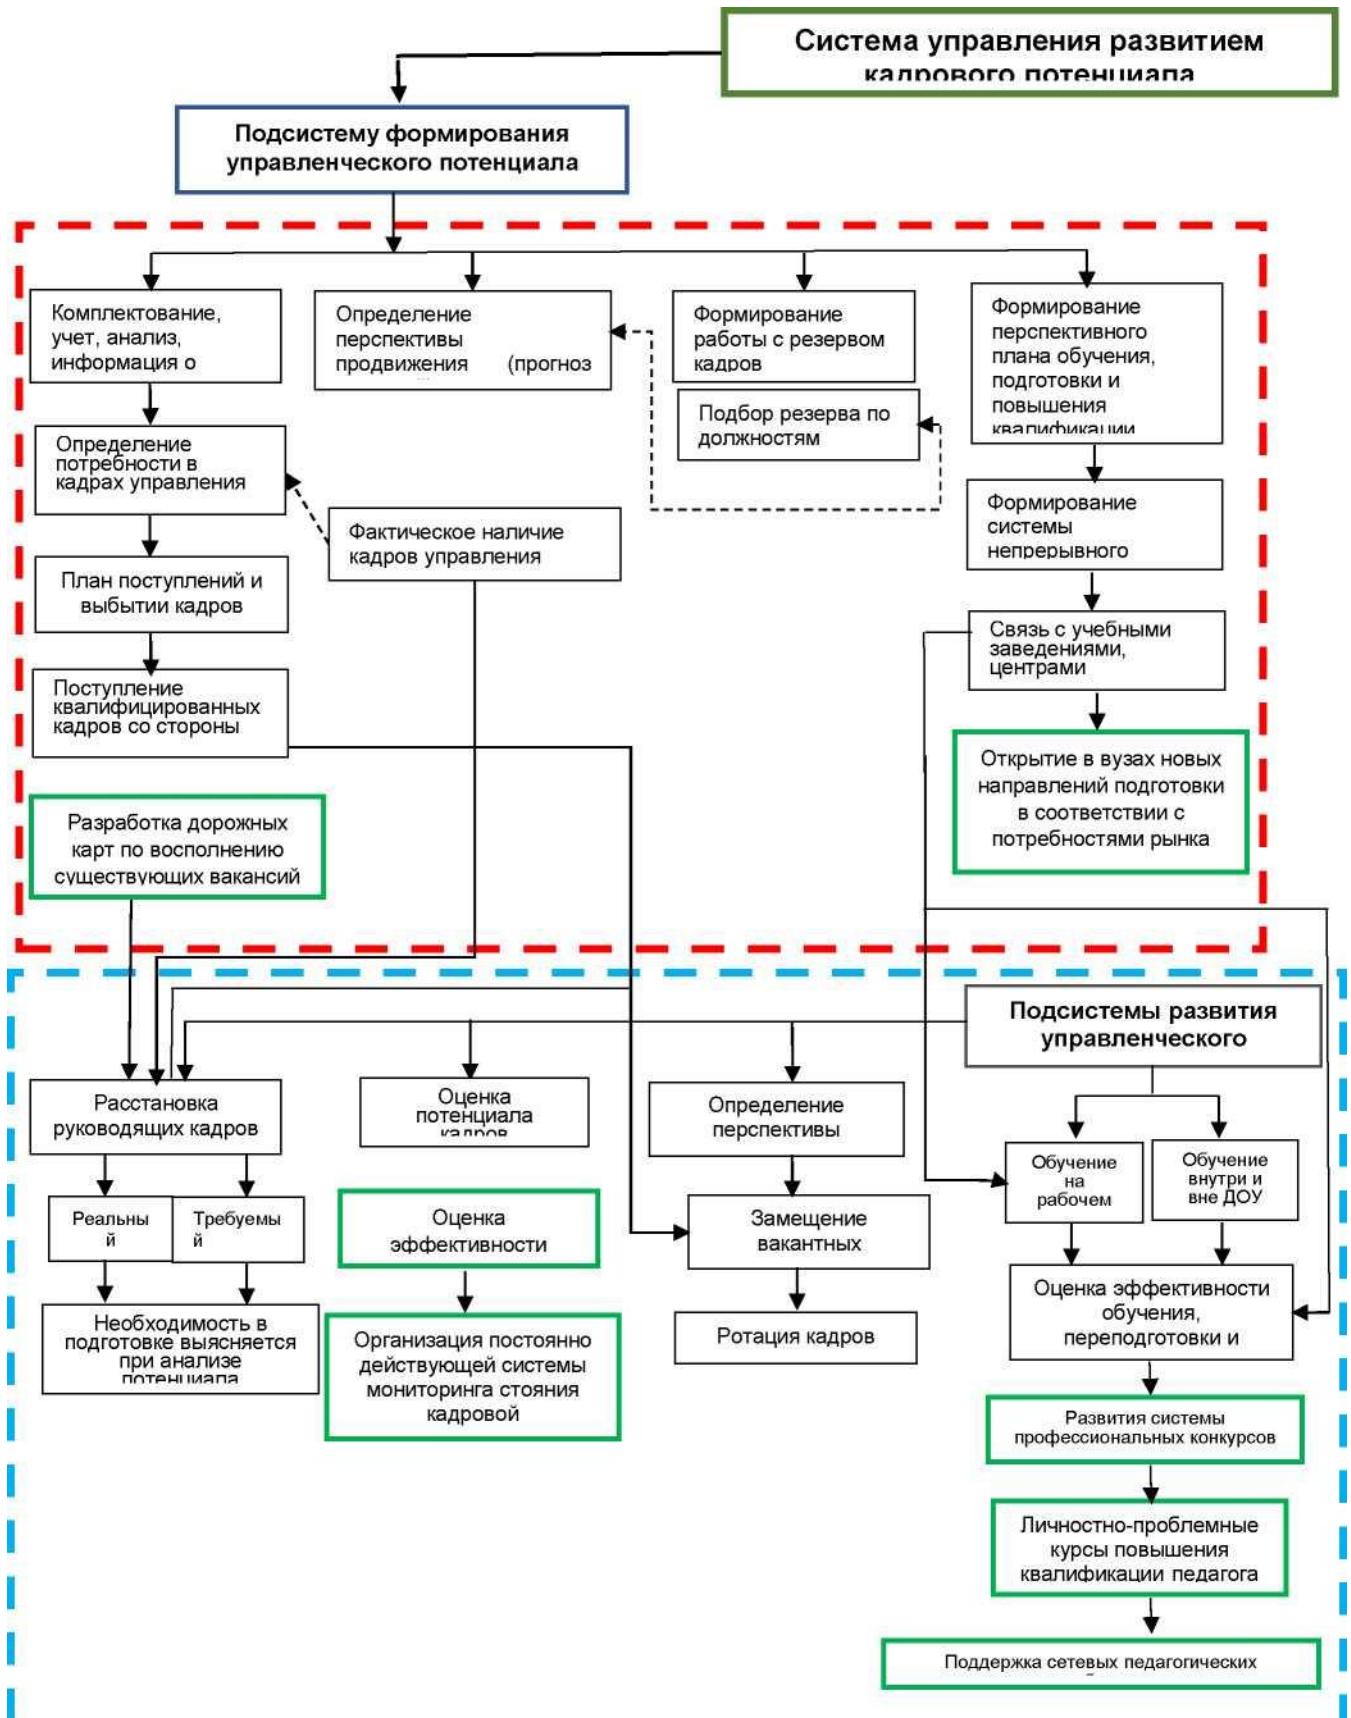 Система управления развитием
кадрового потенциала
Подсистему формирования
управленческого потенциала
Комплектование,
учет, анализ,
информация о
Определение
перспективы
продвижения (прогноз
Формирование
работы с резервом
кадров
Формирование
перспективного
плана обучения,
подготовки и
повышения
квалификации
Подбор резерва по
должностям
Определение
потребности в
кадрах управления
Фактическое наличие
кадров управления
Формирование
системы
непрерывного
План поступлений и
выбытии кадров
Связь с учебными
заведениями,
центрами
Поступление
квалифицированных
кадров со стороны
Открытие в вузах новых
направлений подготовки
в соответствии с
потребностями рынка
Разработка дорожных
карт по восполнению
существующих вакансий
Подсистемы развития
управленческого
Расстановка
руководящих кадров
Оценка
потенциала
кадров
Определение
перспективы
Обучение
на
рабочем
Обучение
внутри и
вне ДОУ
Реальны
й
Требуемы
й
Оценка
эффективности
Замещение
вакантных
Необходимость в
подготовке выясняется
при анализе
потенциала
Организация постоянно
действующей системы
мониторинга стояния
кадровой
Ротация кадров
Оценка эффективности
обучения,
переподготовки и
Развития системы
профессиональных конкурсов
Личностно-проблемные
курсы повышения
квалификации педагога
Поддержка сетевых педагогических